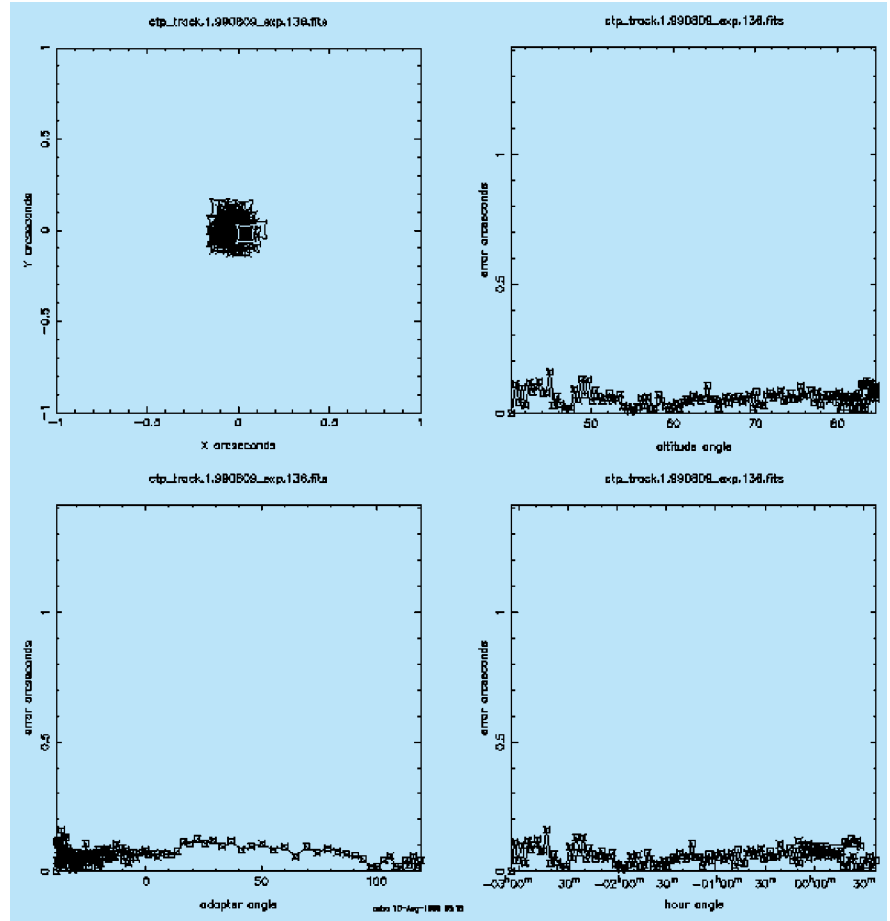 ctp_track.1.990809_exp.136.fits
ctp_track.1.990809_exp.136.fits
1
0.5
0
-0.5
-1
Y arcseconds
-1 -0.5 0 0.5 1
X arcseconds
1
0.5
0
error arcseconds
50 60 70 80
altitude angle
ctp_track.1.990809_exp.136.fits
ctp_track.1.990809_exp.136.fits
1
0.5
0
error arcseconds
0 50 100
adapter angle
1
0.5
0
error arcseconds
-03h00m 30m -02h00m 30m -01h00m 30m 00h00m 30m
hour angle